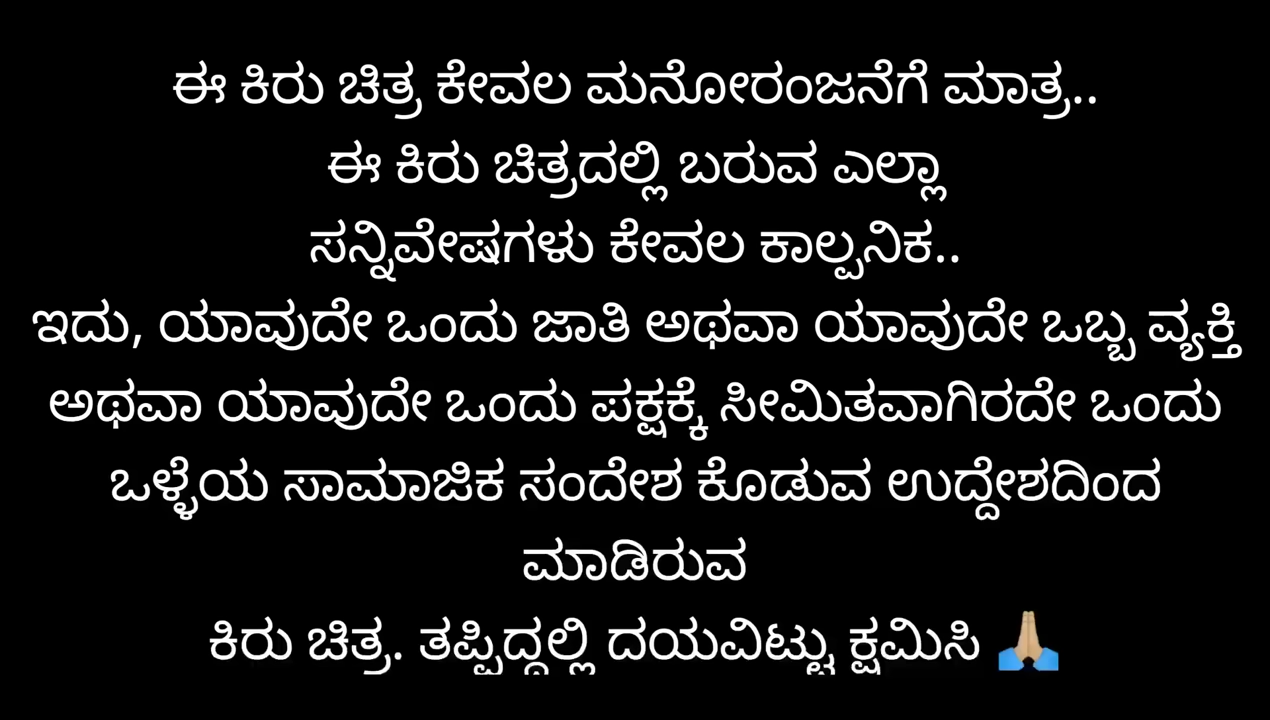 ಈ ಕಿರು ಚಿತ್ರ ಕೇವಲ ಮನೋರಂಜನೆಗೆ ಮಾತ್ರ..
ಈ ಕಿರು ಚಿತ್ರದಲ್ಲಿ ಬರುವ ಎಲ್ಲಾ
ಸನ್ನಿವೇಷಗಳು ಕೇವಲ ಕಾಲ್ಪನಿಕ..
ಇದು, ಯಾವುದೇ ಒಂದು ಜಾತಿ ಅಥವಾ ಯಾವುದೇ ಒಬ್ಬ ವ್ಯಕ್ತಿ
ಅಥವಾ ಯಾವುದೇ ಒಂದು ಪಕ್ಷಕ್ಕೆ ಸೀಮಿತವಾಗಿರದೇ ಒಂದು
ಒಳ್ಳೆಯ ಸಾಮಾಜಿಕ ಸಂದೇಶ ಕೊಡುವ ಉದ್ದೇಶದಿಂದ
ಮಾಡಿರುವ
ಕಿರು ಚಿತ್ರ. ತಪ್ಪಿದ್ದಲ್ಲಿ ದಯವಿಟ್ಟು ಕ್ಷಮಿಸಿ 🙏🏼